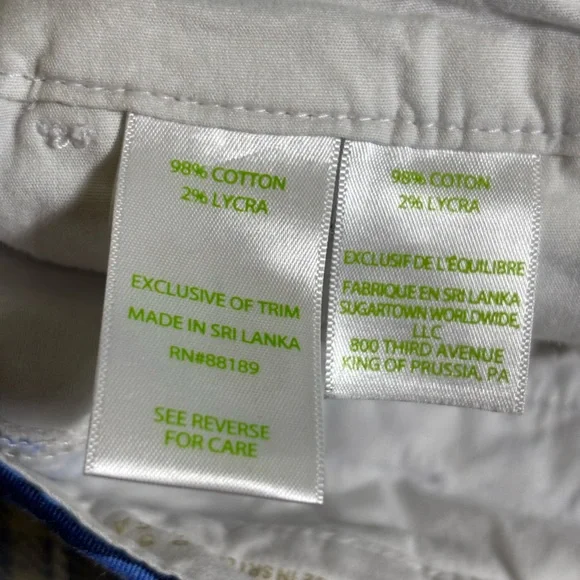 98% COTTON
2% LYCRA
EXCLUSIVE OF TRIM
MADE IN SRI LANKA
RN#88189
SEE REVERSE
FOR CARE
98% COTON
2% LYCRA
EXCLUSIF DE L'ÉQUILIBRE
FABRIQUE EN SRI LANKA
SUGARTOWN WORLDWIDE,
LLC
800 THIRD AVENUE
KING OF PRUSSIA, PA